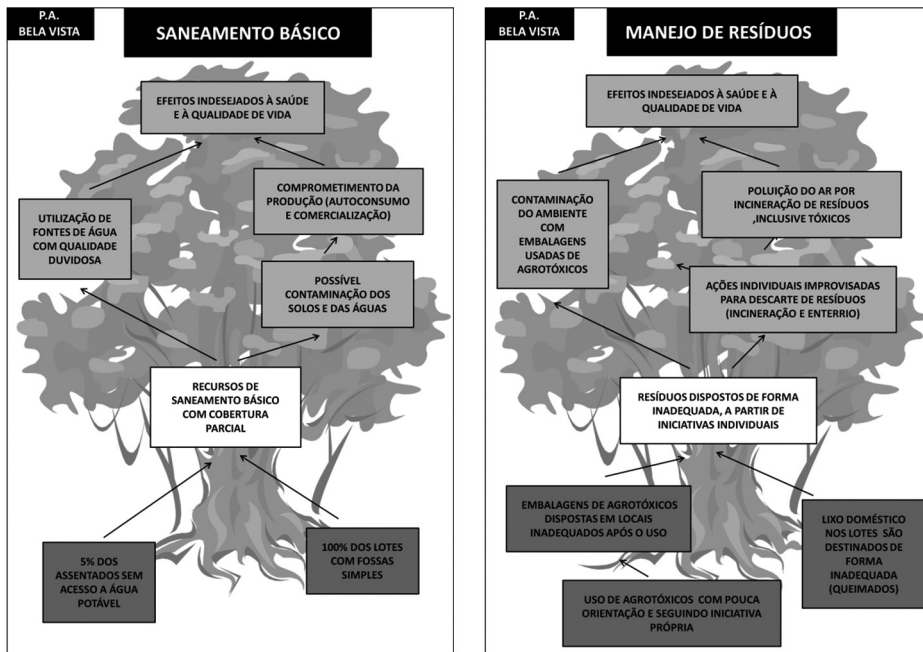 P.A.
BELA VISTA
SANEAMENTO BÁSICO
EFEITOS INDESEJADOS À SAÚDE E
E À QUALIDADE DE VIDA
UTILIZAÇÃO DE
FONTES DE ÁGUA
COM QUALIDADE
DUVIDOSA
COMPROMETIMENTO DA
PRODUÇÃO (AUTOCONSUMO
E COMERCIALIZAÇÃO)
POSSÍVEL
CONTAMINAÇÃO DOS
SOLOS E DAS ÁGUAS
RECURSOS DE
SANEAMENTO BÁSICO
COM COBERTURA
PARCIAL
5% DOS
ASSENTADOS SEM
ACESSO A ÁGUA
POTÁVEL
100% DOS LOTES
COM FOSSAS
SIMPLES
P.A.
BELA VISTA
MANEJO DE RESÍDUOS
EFEITOS INDESEJADOS À SAÚDE E À
QUALIDADE DE VIDA
CONTAMINAÇÃO
DO AMBIENTE
COM
EMBALAGENS
USADAS DE
AGROTÓXICOS
POLUIÇÃO DO AR POR
INCINERAÇÃO DE RESÍDUOS
,INCLUSIVE TÓXICOS
AÇÕES INDIVIDUAIS IMPROVISADAS
PARA DESCARTE DE RESÍDUOS
(INCINERAÇÃO E ENTERRIO)
RESÍDUOS DISPOSTOS DE FORMA
INADEQUADA, A PARTIR DE
INICIATIVAS INDIVIDUAIS
EMBALAGENS DE AGROTÓXICOS
DISPOSTAS EM LOCAIS
INADEQUADOS APÓS O USO
USO DE AGROTÓXICOS COM POUCA
ORIENTAÇÃO E SEGUINDO INICIATIVA
PRÓPRIA
LIXO DOMÉSTICO
NOS LOTES SÃO
DESTINADOS DE
FORMA
INADEQUADA
(QUEIMADOS)